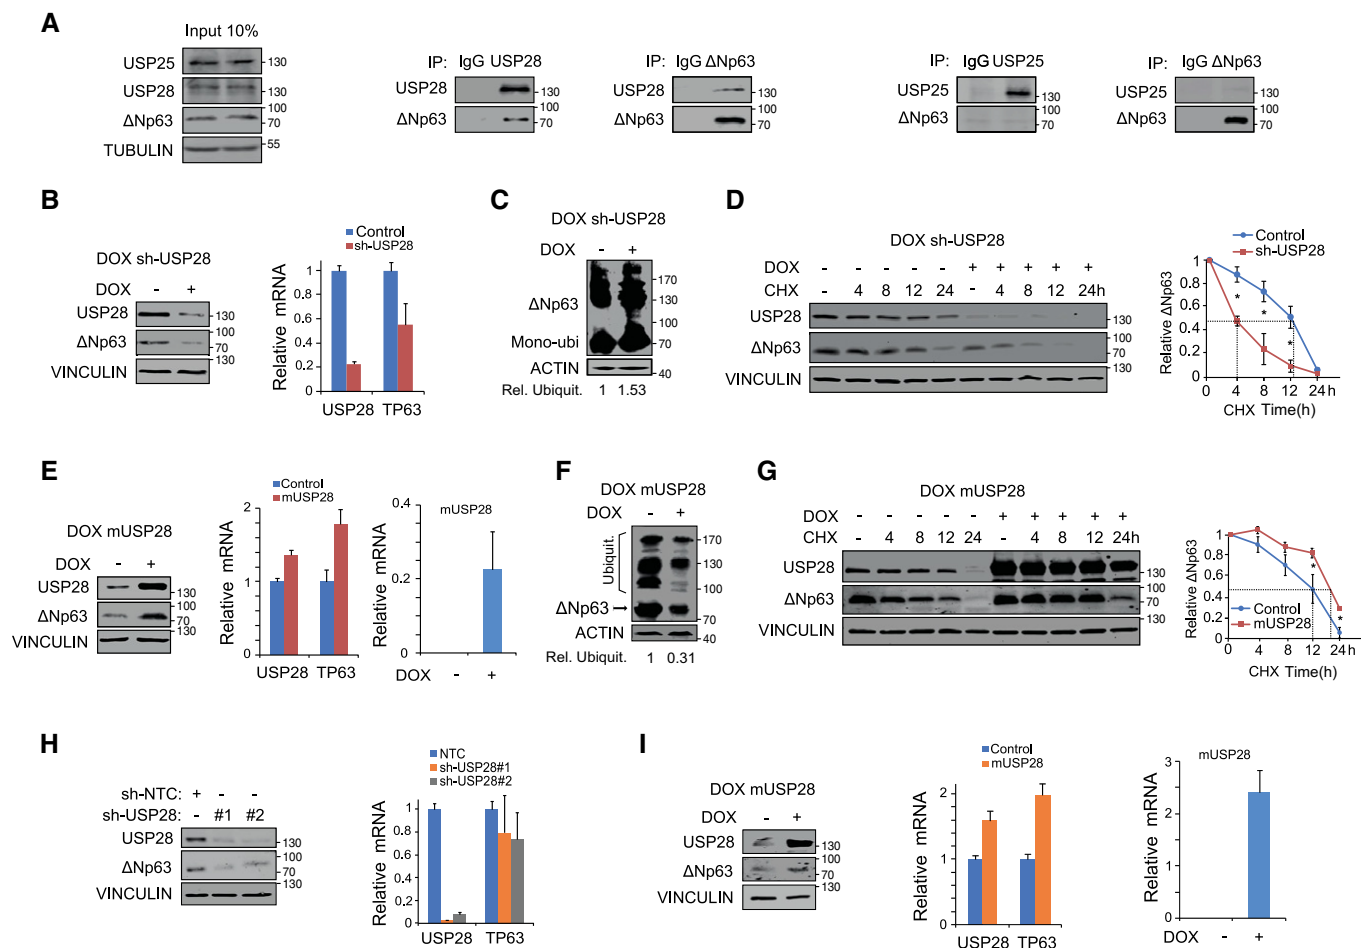 A
Input 10%
USP25
USP28
ΔNp63
TUBULIN
130
130
100
70
55
IP: IgG USP28
USP28
ΔNp63
130
100
70
IP: IgG ΔNp63
USP28
ΔNp63
130
100
70
IP: IgG USP25
USP25
ΔNp63
130
100
70
IP: IgG ΔNp63
USP25
ΔNp63
130
100
70
B
DOX sh-USP28
DOX - +
USP28
ΔNp63
VINCULIN
130
100
70
130
Control
sh-USP28
Relative mRNA
1
0.8
0.6
0.4
0.2
0
USP28 TP63
C
DOX sh-USP28
DOX - +
ΔNp63
Mono-ubi
ACTIN
170
130
100
70
40
Rel. Ubiquit. 1 1.53
D
DOX sh-USP28
DOX - - - - - + + + + +
CHX - 4 8 12 24 - 4 8 12 24h
USP28
ΔNp63
VINCULIN
130
100
70
130
Control
sh-USP28
Relative ΔNp63
1
0.8
0.6
0.4
0.2
0
* * *
0 4 8 12 24h
CHX Time(h)
E
DOX mUSP28
DOX - +
USP28
ΔNp63
VINCULIN
130
100
70
130
Control
mUSP28
Relative mRNA
2
1
0
USP28 TP63
mUSP28
Relative mRNA
0.4
0.2
0
DOX - +
F
DOX mUSP28
DOX - +
Ubiquit.
ΔNp63
ACTIN
170
130
100
70
40
Rel. Ubiquit. 1 0.31
G
DOX mUSP28
DOX - - - - - + + + + +
CHX - 4 8 12 24 - 4 8 12 24h
USP28
ΔNp63
VINCULIN
130
100
70
130
Relative ΔNp63
1
0.8
0.6
0.4
0.2
0
Control
mUSP28
* *
0 4 8 12 24h
CHX Time(h)
H
sh-NTC: + - -
sh-USP28: - #1 #2
USP28
ΔNp63
VINCULIN
130
100
70
130
NTC
sh-USP28#1
sh-USP28#2
Relative mRNA
1
0.8
0.6
0.4
0.2
0
USP28 TP63
I
DOX mUSP28
DOX - +
USP28
ΔNp63
VINCULIN
130
100
70
130
Control
mUSP28
Relative mRNA
2
1
0
USP28 TP63
mUSP28
Relative mRNA
3
2
1
0
DOX - +